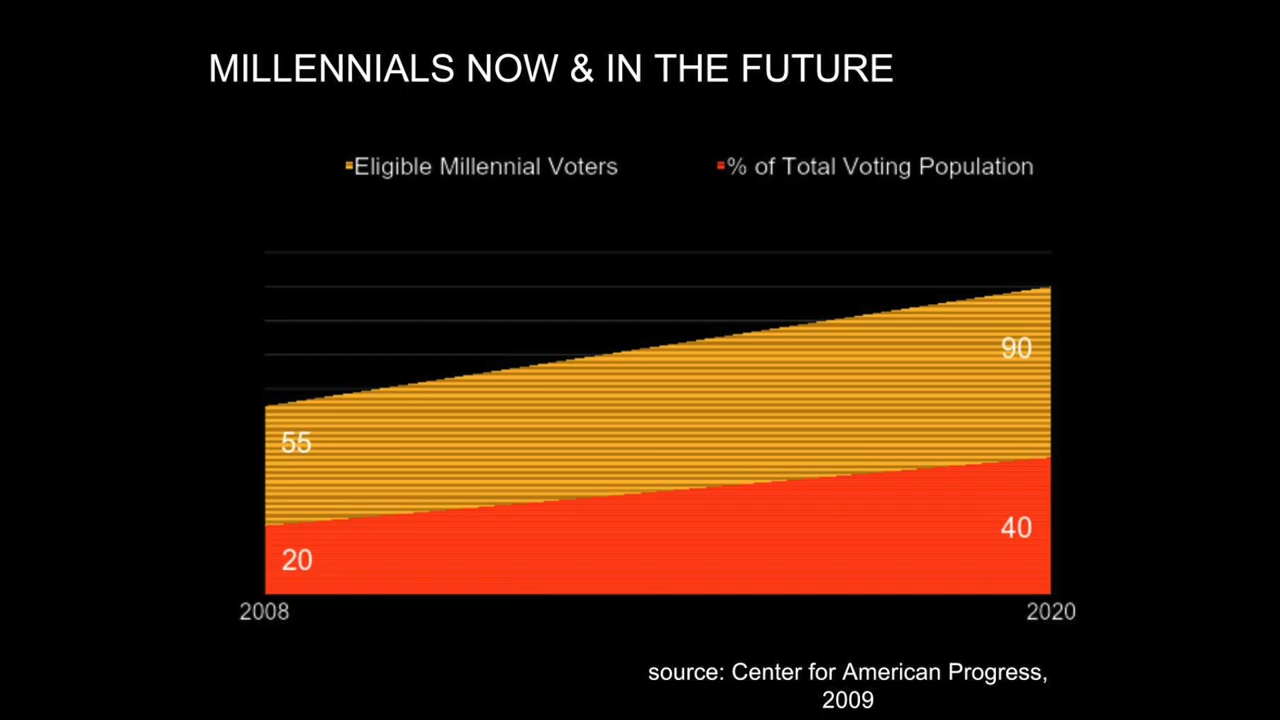 MILLENNIALS NOW & IN THE FUTURE
Eligible Millennial Voters
% of Total Voting Population
90
55
40
20
2008
2020
source: Center for American Progress,
2009